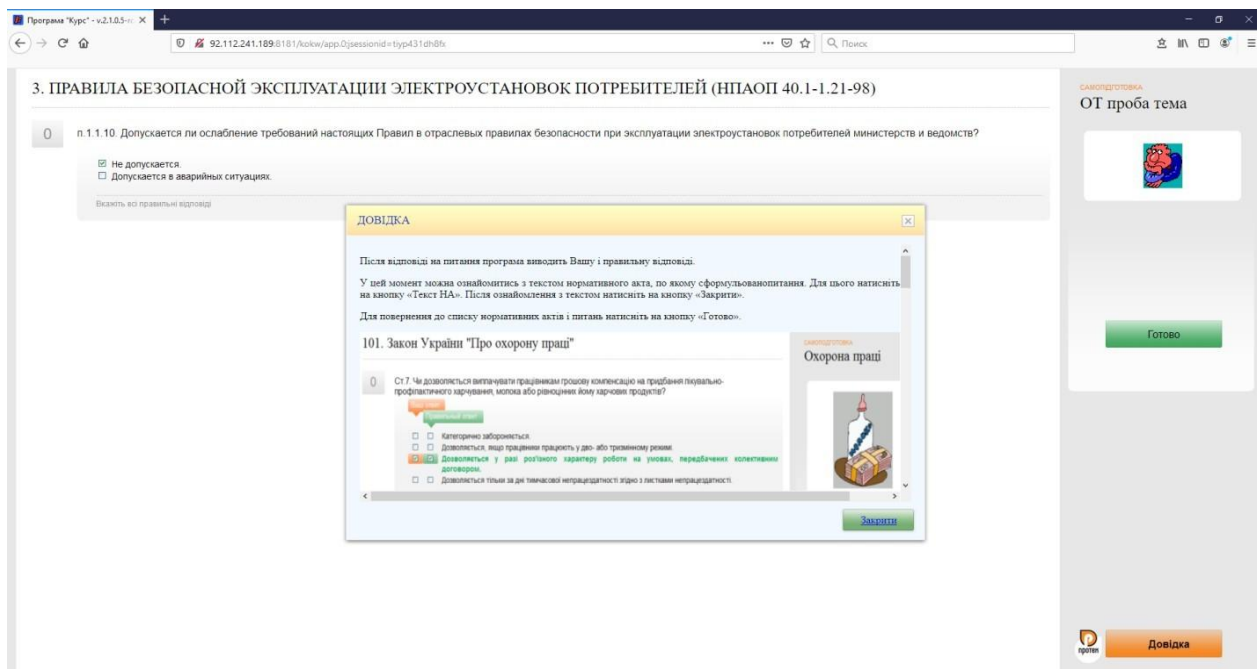 Програма "Курс" - v.2.1.0.5-
92.112.241.189:8181/kokw/app.0;jsessionid=tiyp431dh8fx
Поиск
3. ПРАВИЛА БЕЗОПАСНОЙ ЭКСПЛУАТАЦИИ ЭЛЕКТРОУСТАНОВОК ПОТРЕБИТЕЛЕЙ (НПАОП 40.1-1.21-98)
0
п.1.1.10. Допускается ли ослабление требований настоящих Правил в отраслевых правилах безопасности при эксплуатации электроустановок потребителей министерств и ведомств?
Не допускается.
Допускается в аварийных ситуациях.
Вкажіть всі правильні відповіді
ДОВІДКА
Після відповіді на питання програма виводить Вашу і правильну відповіді.
У цей момент можна ознайомитись з текстом нормативного акта, по якому сформульованопитання. Для цього натисніть
на кнопку «Текст НА». Після ознайомлення з текстом натисніть на кнопку «Закрити».
Для повернення до списку нормативних актів і питань натисніть на кнопку «Готово».
101. Закон України "Про охорону праці"
0
Ст.7. Чи дозволяється виплачувати працівникам грошову компенсацію на придбання лікувально-
профілактичного харчування, молока або рівноцінних йому харчових продуктів?
Правильный ответ
Категорично забороняється.
Дозволяється, якщо працівники працюють у дво- або тризмінному режимі.
Дозволяється у разі роз'їзного характеру роботи на умовах, передбачених колективним
договором.
Дозволяється тільки за дні тимчасової непрацездатності згідно з листками непрацездатності.
САМОПІДГОТОВКА
Охорона праці
Закрити
САМОПІДГОТОВКА
ОТ проба тема
Готово
протек
Довідка